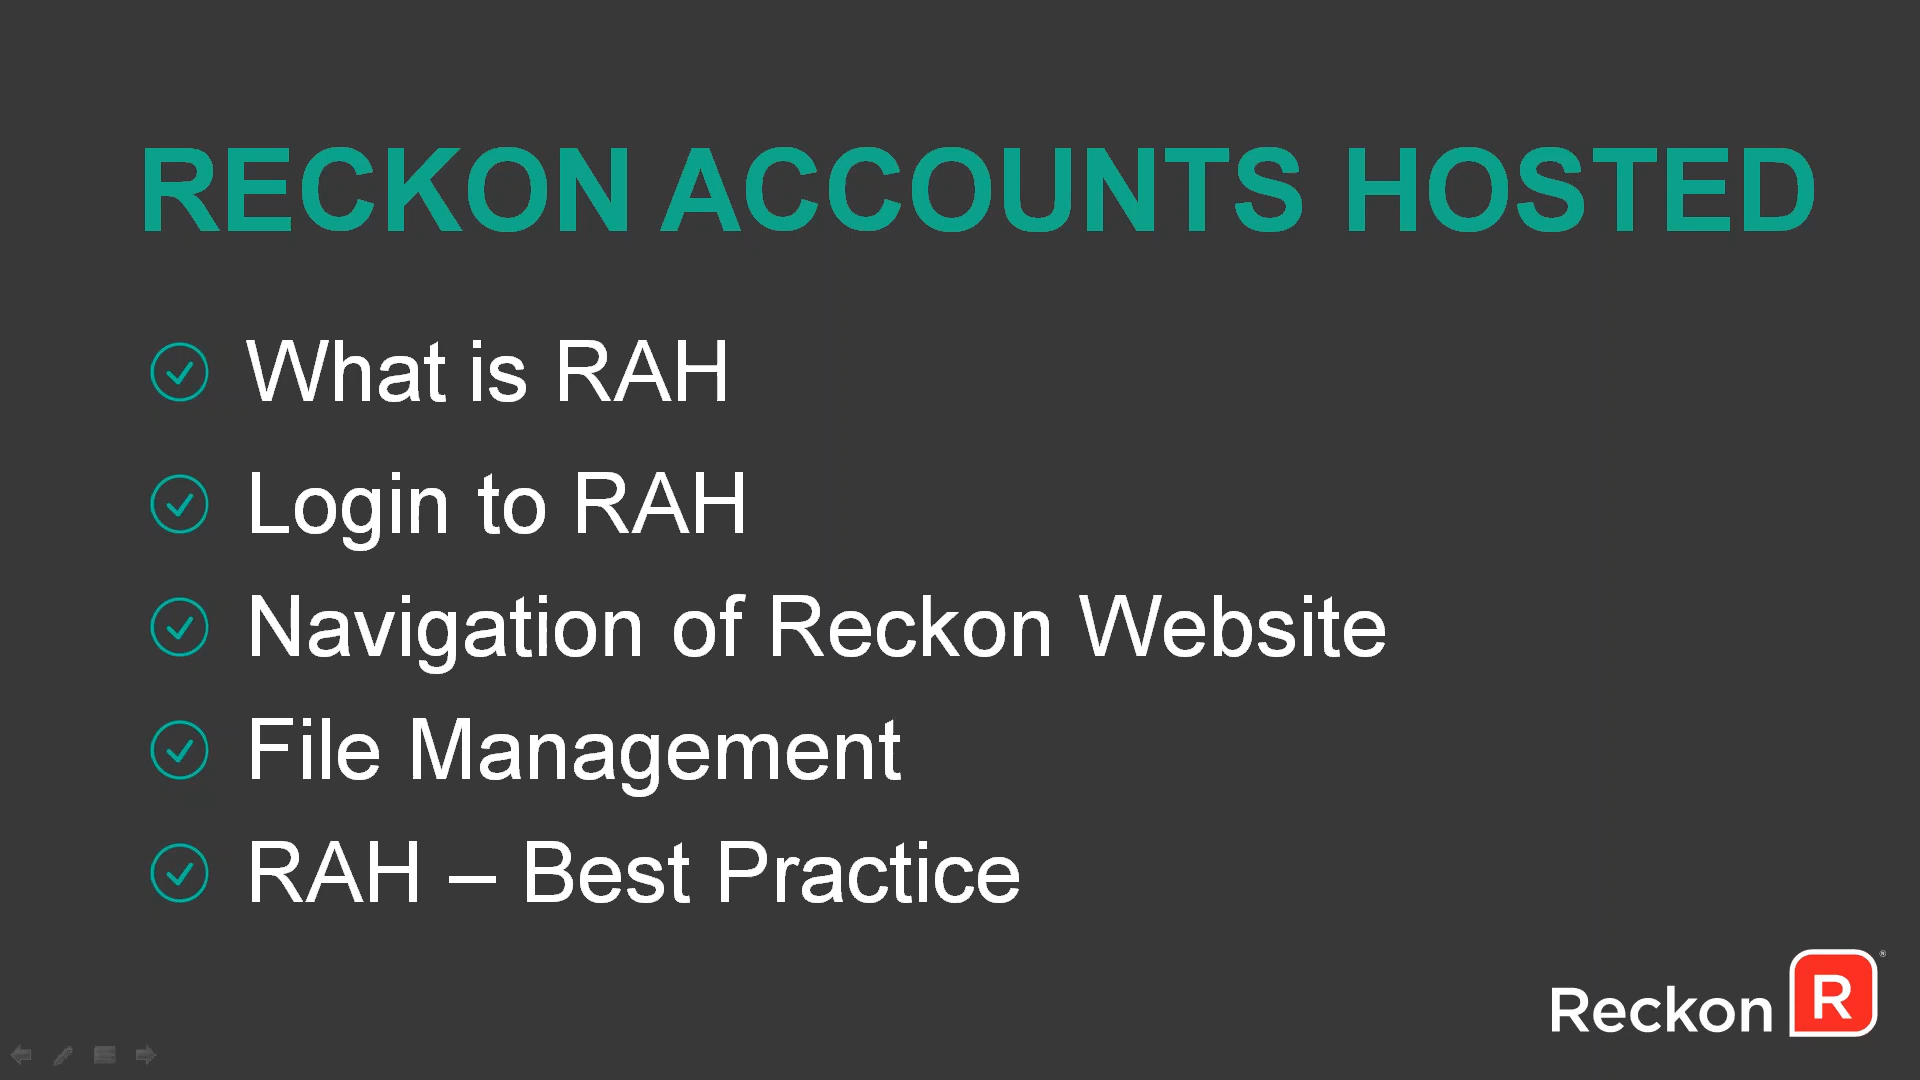 RECKON ACCOUNTS HOSTED
What is RAH
Login to RAH
Navigation of Reckon Website
File Management
RAH – Best Practice
Reckon R ®